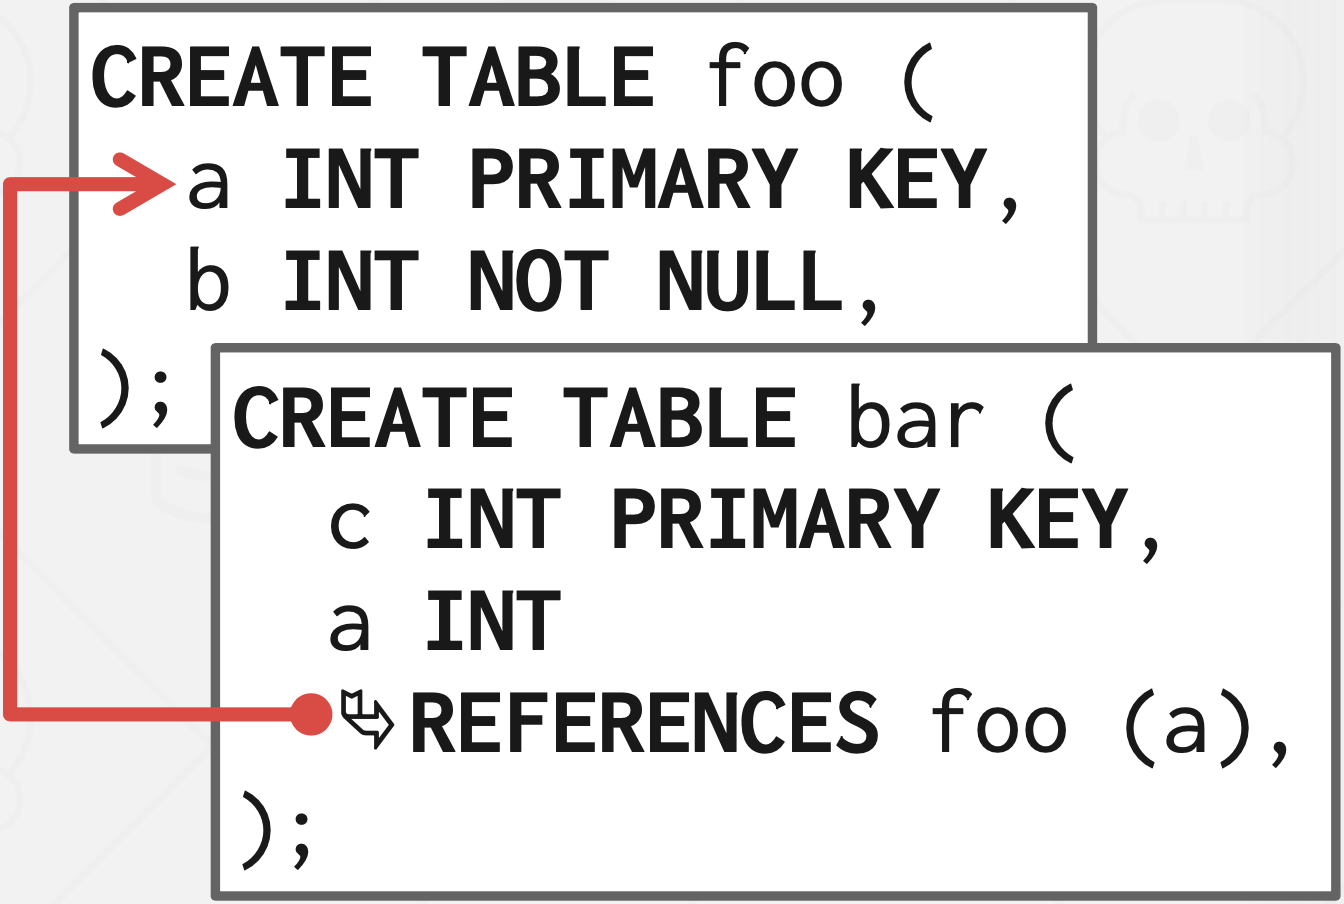 CREATE TABLE foo (
a INT PRIMARY KEY,
b INT NOT NULL,
);
CREATE TABLE bar (
c INT PRIMARY KEY,
a INT
REFERENCES foo (a),
);